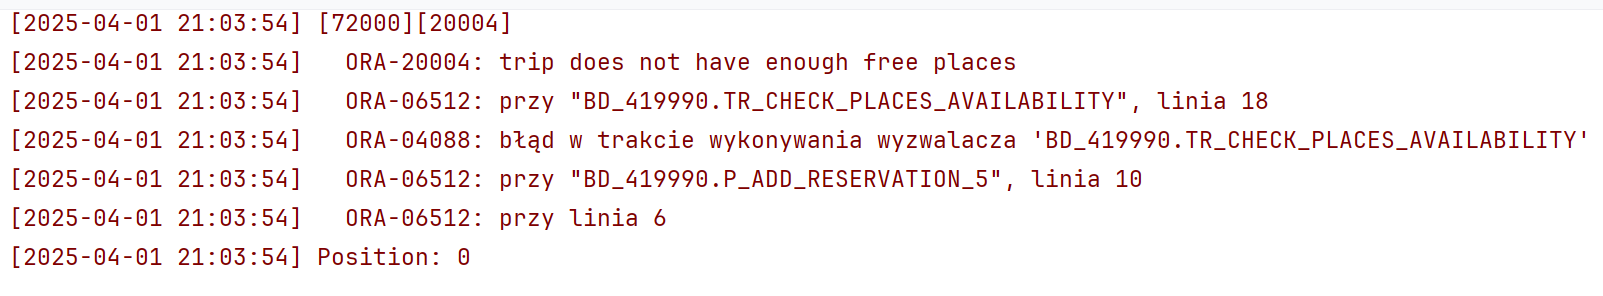 [2025-04-01 21:03:54] [72000][20004]
[2025-04-01 21:03:54]   ORA-20004: trip does not have enough free places
[2025-04-01 21:03:54]   ORA-06512: przy "BD_419990.TR_CHECK_PLACES_AVAILABILITY", linia 18
[2025-04-01 21:03:54]   ORA-04088: błąd w trakcie wykonywania wyzwalacza 'BD_419990.TR_CHECK_PLACES_AVAILABILITY'
[2025-04-01 21:03:54]   ORA-06512: przy "BD_419990.P_ADD_RESERVATION_5", linia 10
[2025-04-01 21:03:54]   ORA-06512: przy linia 6
[2025-04-01 21:03:54] Position: 0